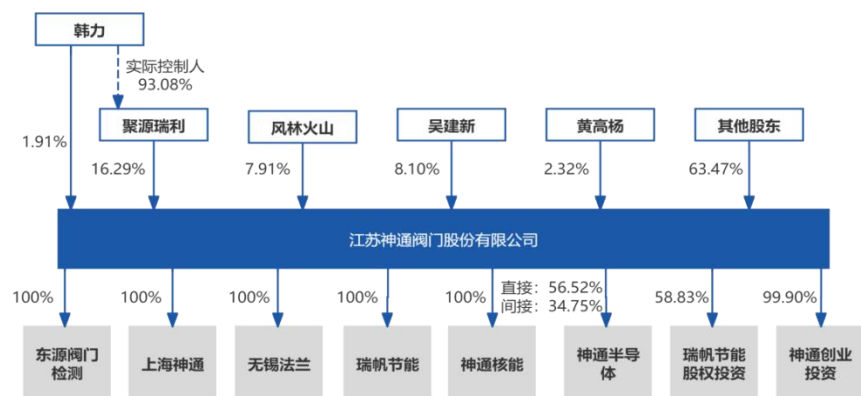 韩力
实际控制人
93.08%
聚源瑞利
风林火山
吴建新
黄高杨
其他股东
1.91%
16.29%
7.91%
8.10%
2.32%
63.47%
江苏神通阀门股份有限公司
100%
100%
100%
100%
100%
直接：56.52%
间接：34.75%
58.83%
99.90%
东源阀门
检测
上海神通
无锡法兰
瑞帆节能
神通核能
神通半导
体
瑞帆节能
股权投资
神通创业
投资